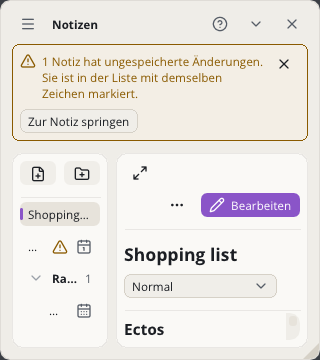 Notizen
1 Notiz hat ungespeicherte Änderungen.
Sie ist in der Liste mit demselben
Zeichen markiert.
Zur Notiz springen
Shopping...
...
1
Ra... 1
...
... Bearbeiten
Shopping list
Normal
Ectos